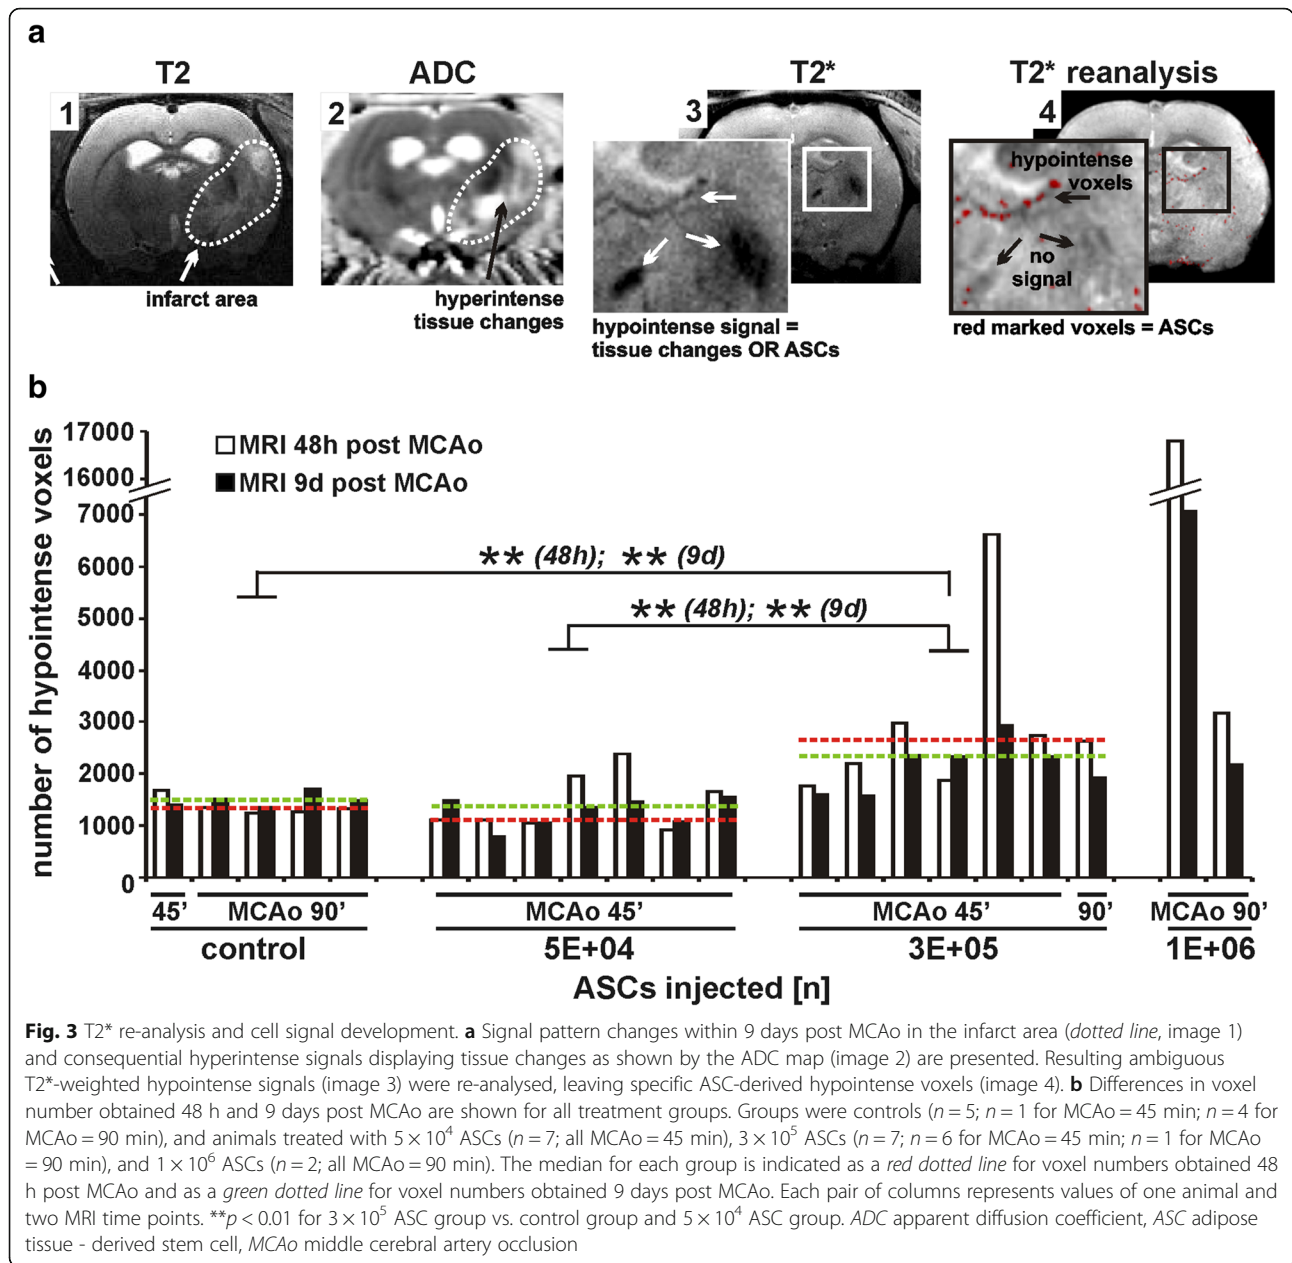 a
T2
ADC
T2*
T2* reanalysis
1
2
3
4
hypointense
voxels
no
signal
infarct area
hyperintense
tissue changes
hypointense signal =
tissue changes OR ASCs
red marked voxels = ASCs
b
number of hypointense voxels
17000
16000
7000
6000
5000
4000
3000
2000
1000
0
MRI 48h post MCAo
MRI 9d post MCAo
** (48h); ** (9d)
** (48h); ** (9d)
45’ MCAo 90’ MCAo 45’ MCAo 45’ 90’ MCAo 90’
control 5E+04 3E+05 1E+06
ASCs injected [n]
Fig. 3 T2* re-analysis and cell signal development. a Signal pattern changes within 9 days post MCAo in the infarct area (dotted line, image 1)
and consequential hyperintense signals displaying tissue changes as shown by the ADC map (image 2) are presented. Resulting ambiguous
T2*-weighted hypointense signals (image 3) were re-analysed, leaving specific ASC-derived hypointense voxels (image 4). b Differences in voxel
number obtained 48 h and 9 days post MCAo are shown for all treatment groups. Groups were controls (n = 5; n = 1 for MCAo = 45 min; n = 4 for
MCAo = 90 min), and animals treated with 5 × 10⁴ ASCs (n = 7; all MCAo = 45 min), 3 × 10⁵ ASCs (n = 7; n = 6 for MCAo = 45 min; n = 1 for MCAo
= 90 min), and 1 × 10⁶ ASCs (n = 2; all MCAo = 90 min). The median for each group is indicated as a red dotted line for voxel numbers obtained 48
h post MCAo and as a green dotted line for voxel numbers obtained 9 days post MCAo. Each pair of columns represents values of one animal and
two MRI time points. **p < 0.01 for 3 × 10⁵ ASC group vs. control group and 5 × 10⁴ ASC group. ADC apparent diffusion coefficient, ASC adipose
tissue - derived stem cell, MCAo middle cerebral artery occlusion